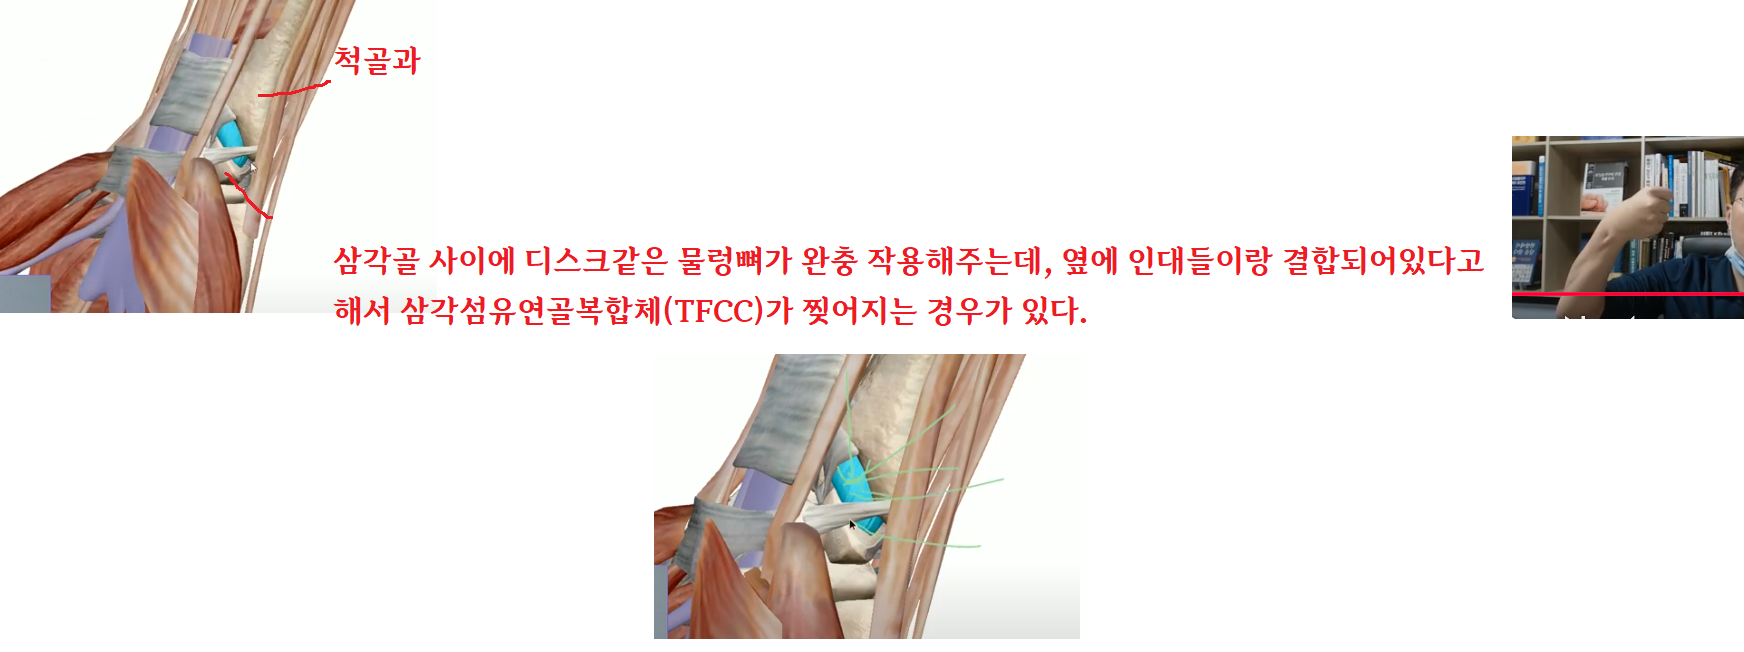 척골과
삼각골 사이에 디스크같은 물렁뼈가 완충 작용해주는데, 옆에 인대들이랑 결합되어있다고
해서 삼각섬유연골복합체(TFCC)가 찢어지는 경우가 있다.